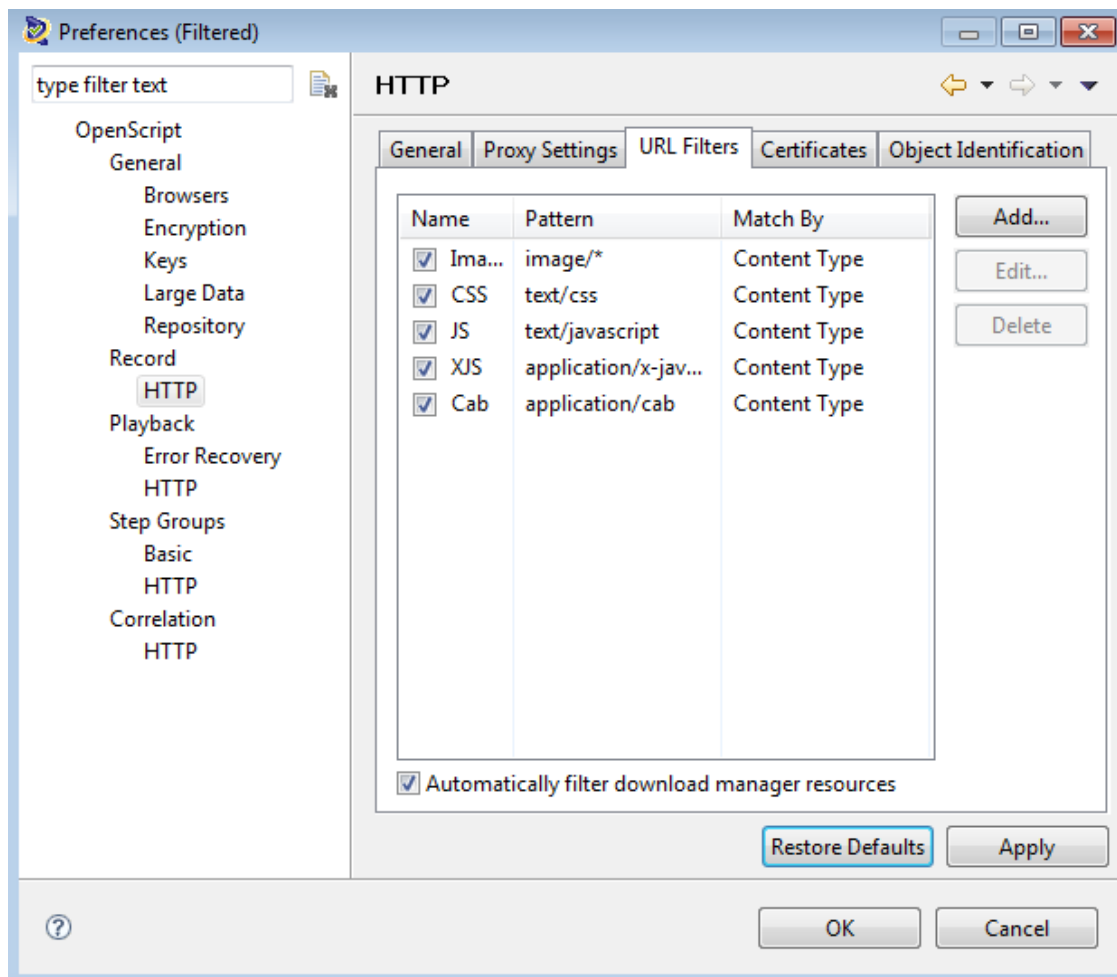 Preferences (Filtered)
type filter text
OpenScript
General
Browsers
Encryption
Keys
Large Data
Repository
Record
HTTP
Playback
Error Recovery
HTTP
Step Groups
Basic
HTTP
Correlation
HTTP
HTTP
General Proxy Settings URL Filters Certificates Object Identification
Name Pattern Match By
Ima... image/* Content Type
CSS text/css Content Type
JS text/javascript Content Type
XJS application/x-jav... Content Type
Cab application/cab Content Type
Add...
Edit...
Delete
Automatically filter download manager resources
Restore Defaults Apply
OK Cancel